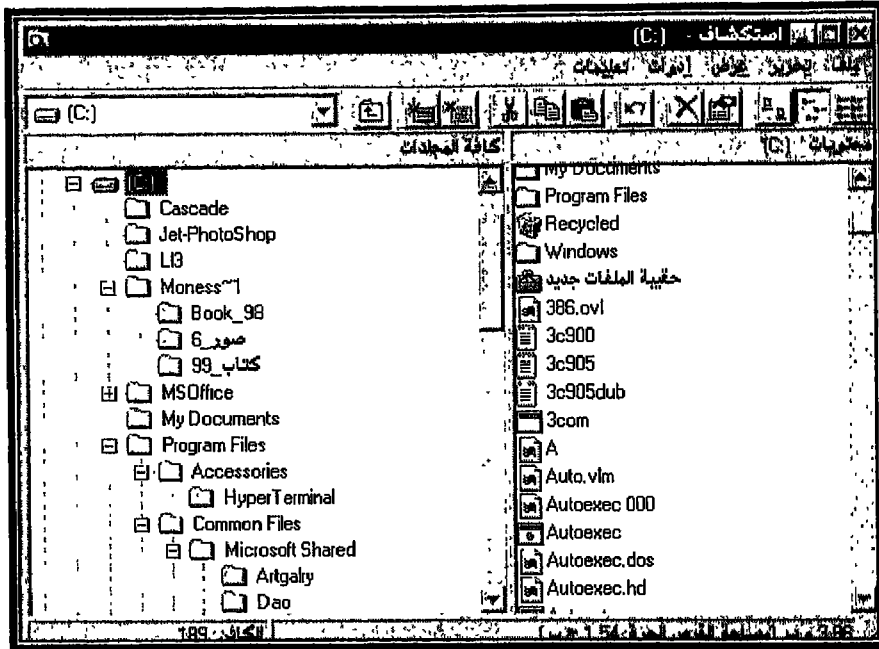 استكشاف - (C:)
ملف تحرير عرض أدوات تعليمات
(C:)
كافة المجلدات
محتويات (C:)
Cascade
Jet-PhotoShop
LI3
Moness~1
Book_98
صور_6
كتاب_99
MSOffice
My Documents
Program Files
Accessories
HyperTerminal
Common Files
Microsoft Shared
Artgalry
Dao
My Documents
Program Files
Recycled
Windows
حقيبة الملفات جديد
386.ovl
3c900
3c905
3c905dub
3com
A
Auto.vlm
Autoexec 000
Autoexec
Autoexec.dos
Autoexec.hd